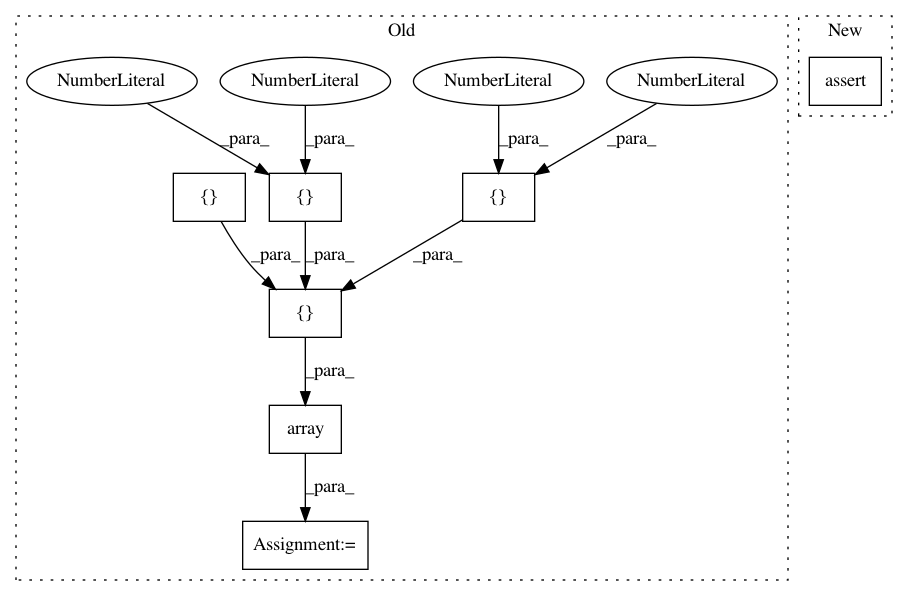 Old
New
NumberLiteral
NumberLiteral
NumberLiteral
NumberLiteral
assert
_para_
_para_
_para_
_para_
{}
{}
{}
_para_
_para_
_para_
{}
_para_
array
_para_
Assignment:=